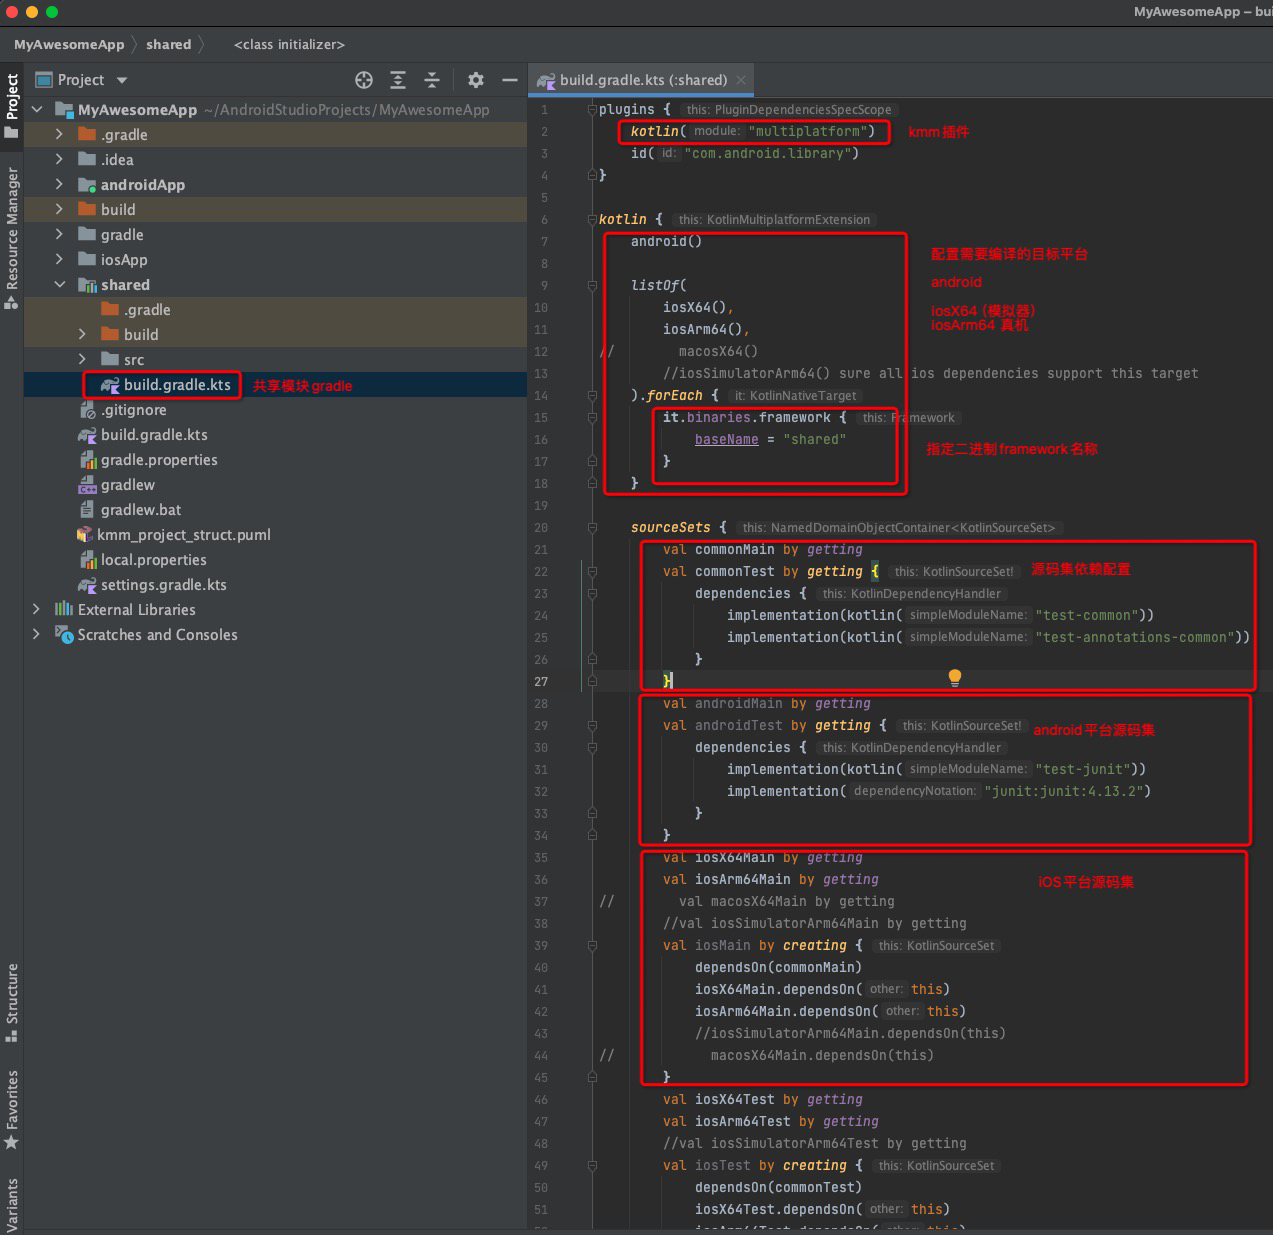 MyAwesomeApp – bui
MyAwesomeApp
shared
<class initializer>
Project
Resource Manager
Structure
Favorites
Variants
Project
MyAwesomeApp ~/AndroidStudioProjects/MyAwesomeApp
.gradle
.idea
androidApp
build
gradle
iosApp
shared
.gradle
build
src
build.gradle.kts 共享模块gradle
.gitignore
build.gradle.kts
gradle.properties
gradlew
gradlew.bat
kmm_project_struct.puml
local.properties
settings.gradle.kts
External Libraries
Scratches and Consoles
build.gradle.kts (:shared)
1 plugins { this: PluginDependenciesSpecScope
2 kotlin( module: "multiplatform") kmm插件
3 id( id: "com.android.library")
4 }
5
6 kotlin { this: KotlinMultiplatformExtension
7 android()
配置需要编译的目标平台
8
9 listOf( android
10 iosX64(), iosX64 (模拟器)
11 iosArm64(), iosArm64 真机
12 // macosX64()
13 //iosSimulatorArm64() sure all ios dependencies support this target
14 ).forEach { it: KotlinNativeTarget
15 it.binaries.framework { this: Framework
16 baseName = "shared"
指定二进制framework名称
17 }
18 }
19
20 sourceSets { this: NamedDomainObjectContainer<KotlinSourceSet>
21 val commonMain by getting
22 val commonTest by getting { this: KotlinSourceSet! 源码集依赖配置
23 dependencies { this: KotlinDependencyHandler
24 implementation(kotlin( simpleModuleName: "test-common"))
25 implementation(kotlin( simpleModuleName: "test-annotations-common"))
26 }
27 }
28 val androidMain by getting
29 val androidTest by getting { this: KotlinSourceSet! android平台源码集
30 dependencies { this: KotlinDependencyHandler
31 implementation(kotlin( simpleModuleName: "test-junit"))
32 implementation( dependencyNotation: "junit:junit:4.13.2")
33 }
34 }
35 val iosX64Main by getting
36 val iosArm64Main by getting iOS平台源码集
37 // val macosX64Main by getting
38 //val iosSimulatorArm64Main by getting
39 val iosMain by creating { this: KotlinSourceSet
40 dependsOn(commonMain)
41 iosX64Main.dependsOn( other: this)
42 iosArm64Main.dependsOn( other: this)
43 //iosSimulatorArm64Main.dependsOn(this)
44 // macosX64Main.dependsOn(this)
45 }
46 val iosX64Test by getting
47 val iosArm64Test by getting
48 //val iosSimulatorArm64Test by getting
49 val iosTest by creating { this: KotlinSourceSet
50 dependsOn(commonTest)
51 iosX64Test.dependsOn( other: this)
iosArm64Test.dependsOn( other: this)